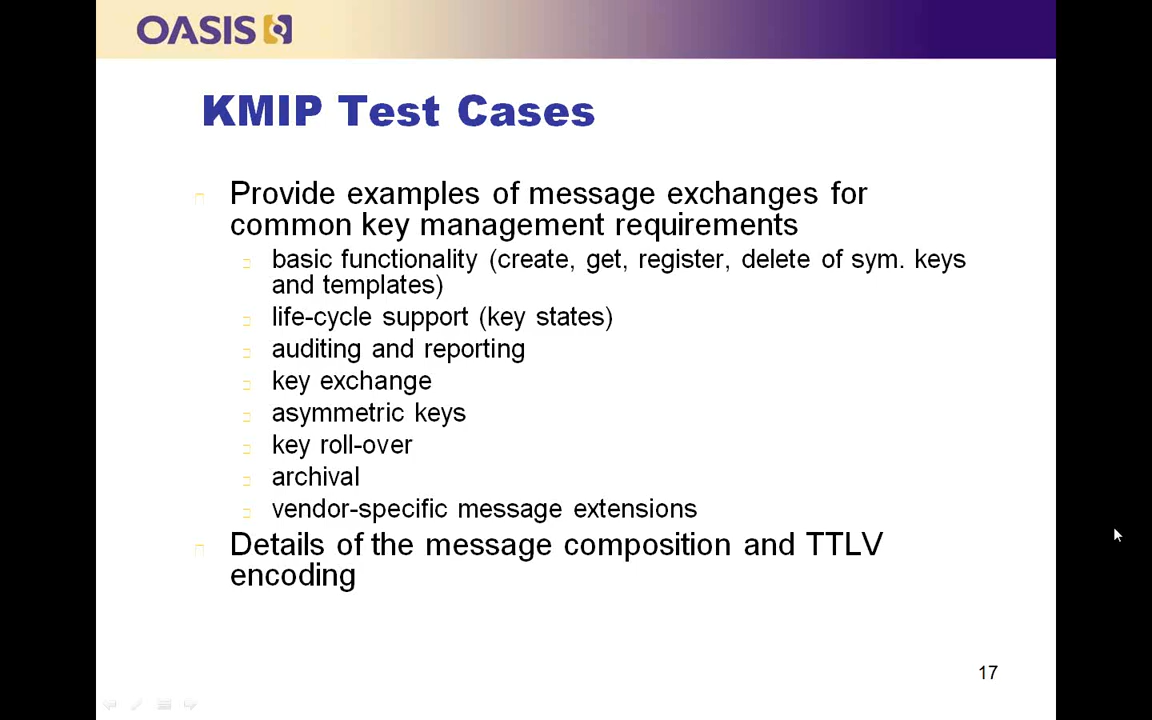 OASIS
KMIP Test Cases
Provide examples of message exchanges for
common key management requirements
basic functionality (create, get, register, delete of sym. keys
and templates)
life-cycle support (key states)
auditing and reporting
key exchange
asymmetric keys
key roll-over
archival
vendor-specific message extensions
Details of the message composition and TTLV
encoding
17